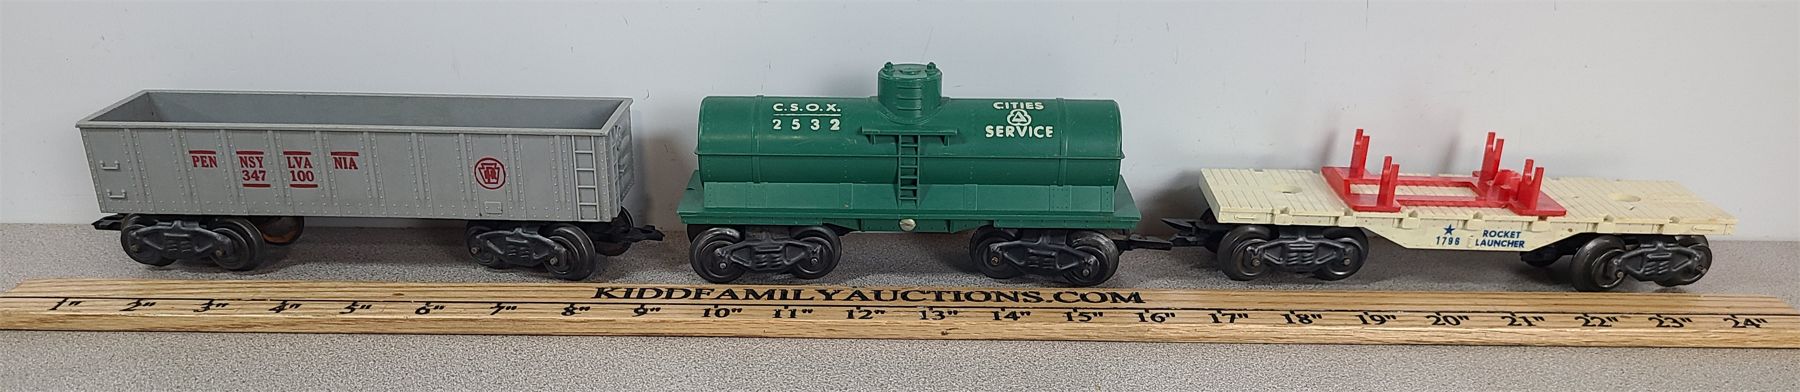 PEN NSY LVA NIA
347 100
C.S.O.X.
2532
CITIES
SERVICE
ROCKET
1796 LAUNCHER
KIDDFAMILYAUCTIONS.COM
1" 2" 3" 4" 5" 6" 7" 8" 9" 10" 11" 12" 13" 14" 15" 16" 17" 18" 19" 20" 21" 22" 23" 24"